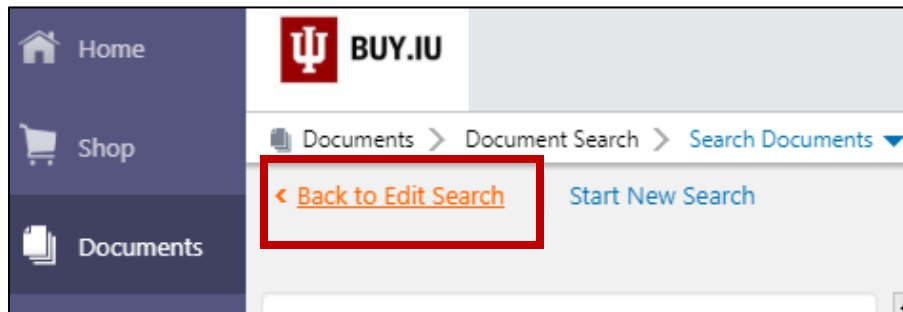 Home
BUY.IU
Shop
Documents > Document Search > Search Documents
< Back to Edit Search
Start New Search
Documents